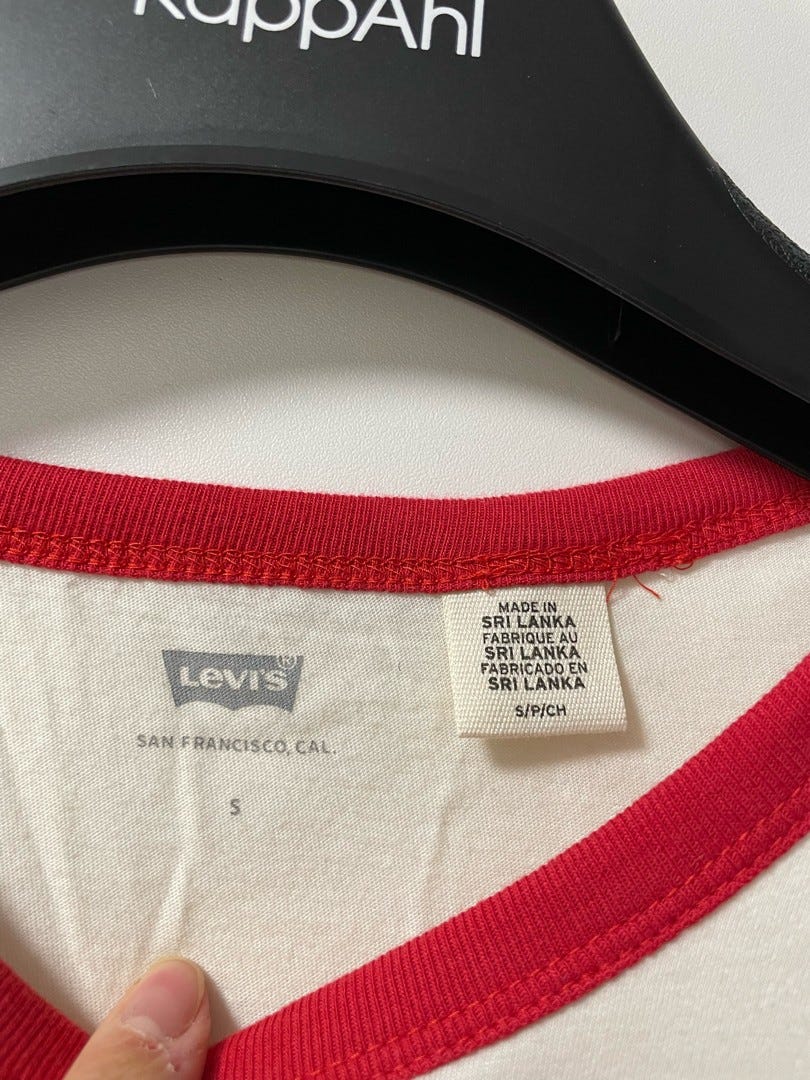 KappAhl
Levi's®
SAN FRANCISCO, CAL.
S
MADE IN
SRI LANKA
FABRIQUE AU
SRI LANKA
FABRICADO EN
SRI LANKA
S/P/CH